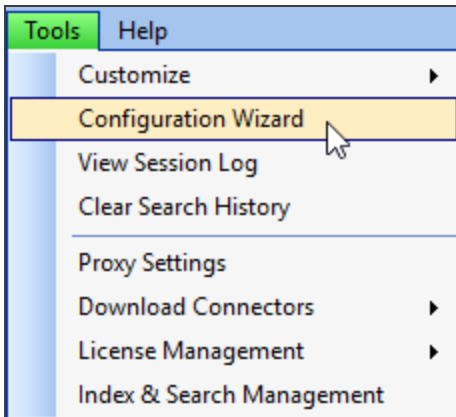 Tools Help
Customize
Configuration Wizard
View Session Log
Clear Search History
Proxy Settings
Download Connectors
License Management
Index & Search Management